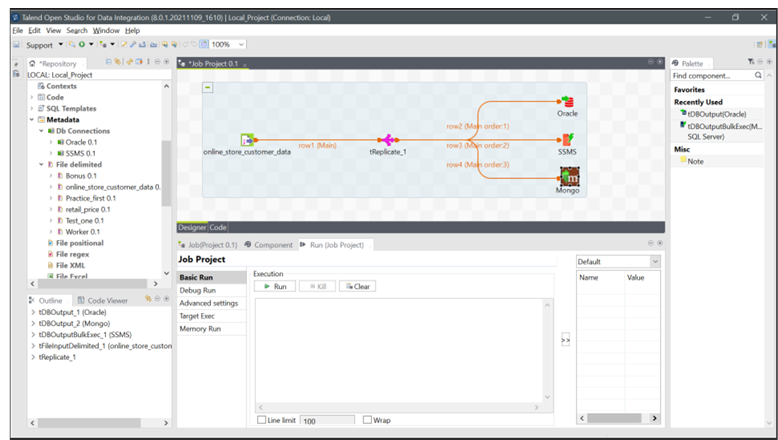 Talend Open Studio for Data Integration (8.0.1.20211109_1610) | Local_Project (Connection: Local)
File Edit View Search Window Help
Support 100%
*Repository
LOCAL: Local_Project
Contexts
Code
SQL Templates
Metadata
Db Connections
Oracle 0.1
SSMS 0.1
File delimited
Bonus 0.1
online_store_customer_data 0.
Practice_first 0.1
retail_price 0.1
Test_one 0.1
Worker 0.1
File positional
File regex
File XML
File Excel
Outline Code Viewer
tDBOutput_1 (Oracle)
tDBOutput_2 (Mongo)
tDBOutputBulkExec_1 (SSMS)
tFileInputDelimited_1 (online_store_custon
tReplicate_1
*Job Project 0.1
online_store_customer_data
row1 (Main)
tReplicate_1
row2 (Main order:1)
row3 (Main order:2)
row4 (Main order:3)
Oracle
SSMS
Mongo
Designer Code
Job(Project 0.1) Component Run (Job Project)
Job Project
Basic Run
Debug Run
Advanced settings
Target Exec
Memory Run
Execution
Run Kill Clear
>>
Line limit 100 Wrap
Default
Name Value
Palette
Find component...
Favorites
Recently Used
tDBOutput(Oracle)
tDBOutputBulkExec(M...
SQL Server)
Misc
Note